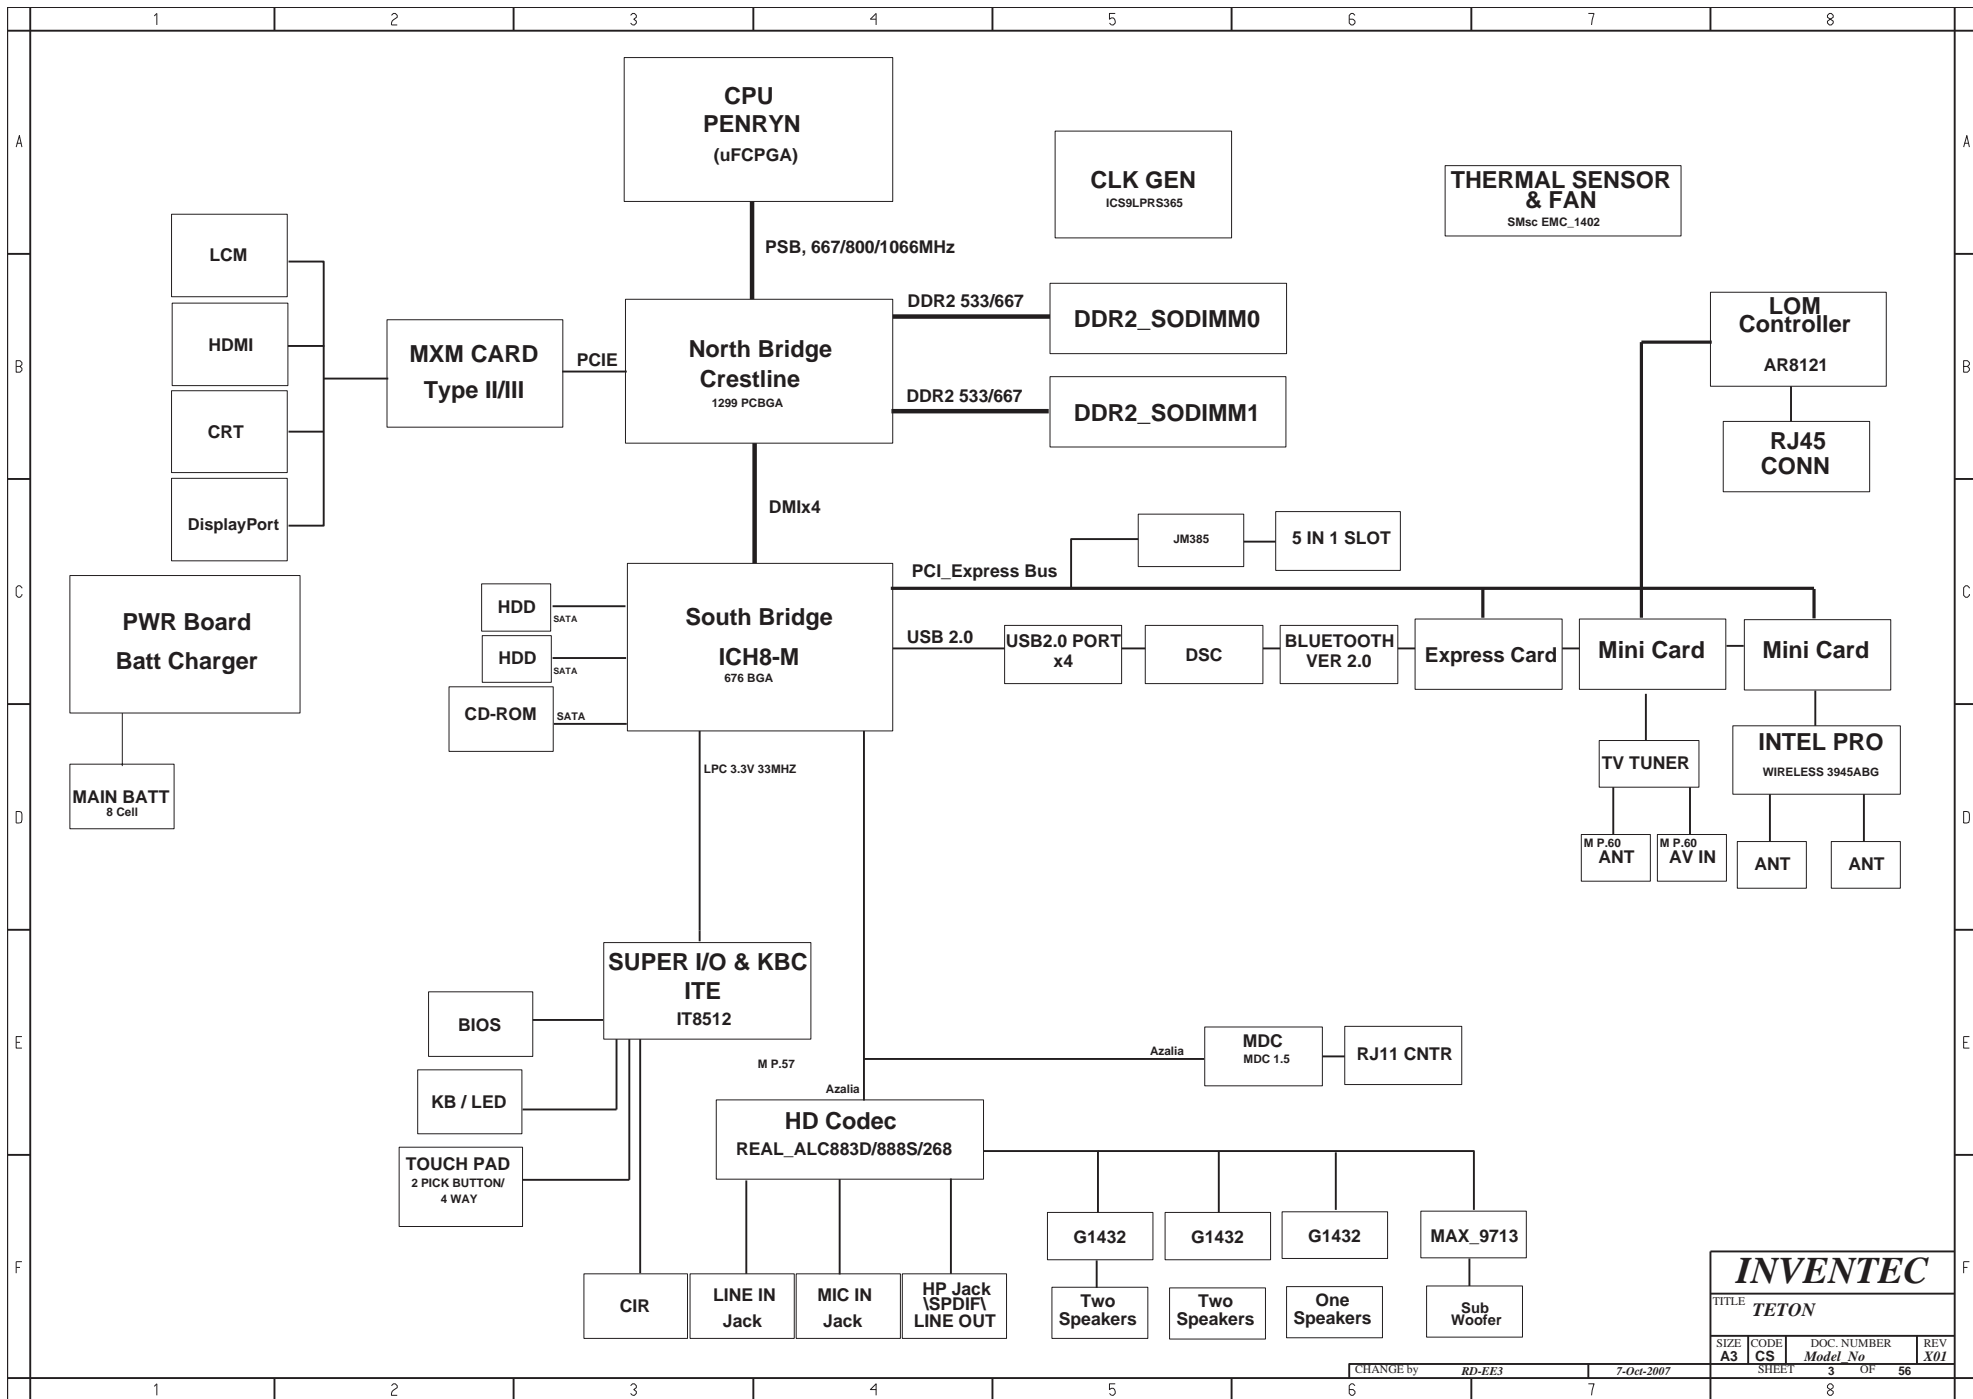 1 2 3 4 5 6 7 8
A
A
B
B
C
C
D
D
E
E
F
F
CPU
PENRYN
(uFCPGA)
CLK GEN
ICS9LPRS365
THERMAL SENSOR
& FAN
SMsc EMC_1402
PSB, 667/800/1066MHz
LCM
HDMI
CRT
DisplayPort
MXM CARD
Type II/III
PCIE
North Bridge
Crestline
1299 PCBGA
DDR2 533/667
DDR2_SODIMM0
DDR2 533/667
DDR2_SODIMM1
LOM
Controller
AR8121
RJ45
CONN
DMIx4
JM385
5 IN 1 SLOT
PCI_Express Bus
PWR Board
Batt Charger
MAIN BATT
8 Cell
HDD
SATA
HDD
SATA
CD-ROM
SATA
South Bridge
ICH8-M
676 BGA
USB 2.0
USB2.0 PORT
x4
DSC
BLUETOOTH
VER 2.0
Express Card
Mini Card
Mini Card
TV TUNER
INTEL PRO
WIRELESS 3945ABG
M P.60
ANT
M P.60
AV IN
ANT
ANT
LPC 3.3V 33MHZ
SUPER I/O & KBC
ITE
IT8512
BIOS
KB / LED
TOUCH PAD
2 PICK BUTTON/
4 WAY
M P.57
Azalia
Azalia
MDC
MDC 1.5
RJ11 CNTR
HD Codec
REAL_ALC883D/888S/268
G1432
G1432
G1432
MAX_9713
CIR
LINE IN
Jack
MIC IN
Jack
HP Jack
\SPDIF\
LINE OUT
Two
Speakers
Two
Speakers
One
Speakers
Sub
Woofer
INVENTEC
TITLE
TETON
SIZE CODE DOC. NUMBER REV
A3 CS Model_No X01
CHANGE by RD-EE3 7-Oct-2007 SHEET 3 OF 56
1 2 3 4 5 6 7 8